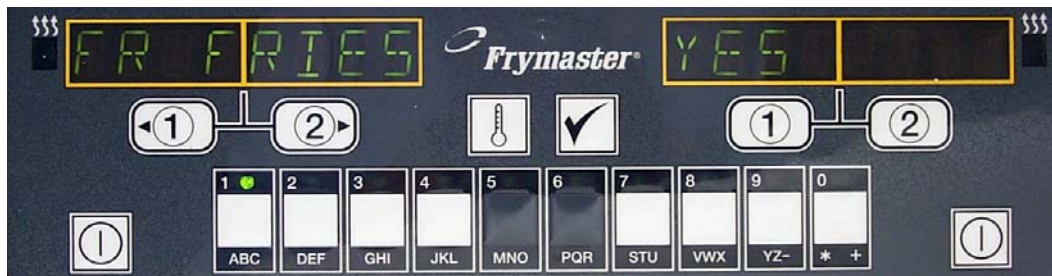 FR FRIES
Frymaster
YES
1 2
1 2
1 2 3 4 5 6 7 8 9 0
ABC DEF GHI JKL MNO PQR STU VWX YZ- * +